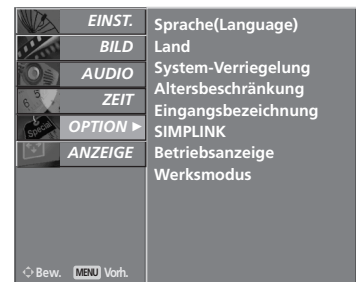 EINST.
BILD
AUDIO
ZEIT
OPTION ►
ANZEIGE
Sprache(Language)
Land
System-Verriegelung
Altersbeschränkung
Eingangsbezeichnung
SIMPLINK
Betriebsanzeige
Werksmodus
Bew. MENU Vorh.
Special